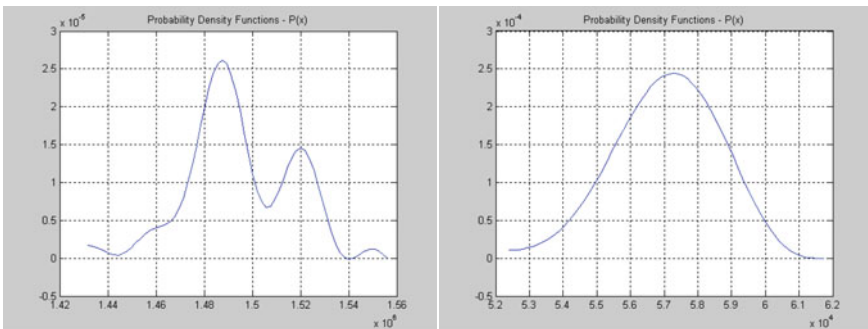 Probability Density Functions - P(x)
x 10-5
3
2.5
2
1.5
1
0.5
0
-0.5
1.42 1.44 1.46 1.48 1.5 1.52 1.54 1.56
x 106
Probability Density Functions - P(x)
x 10-4
3
2.5
2
1.5
1
0.5
0
-0.5
5.2 5.3 5.4 5.5 5.6 5.7 5.8 5.9 6 6.1 6.2
x 104